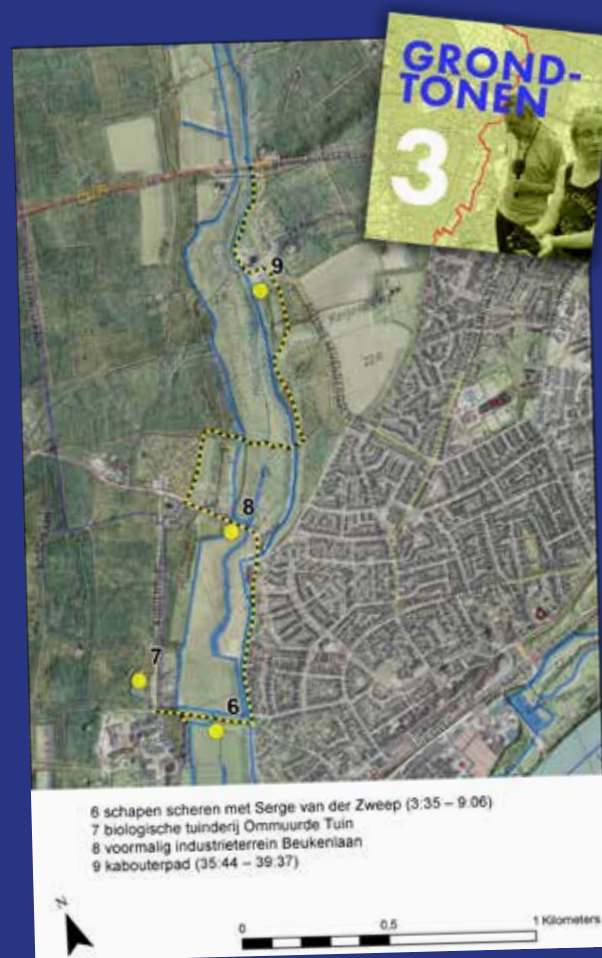 GROND-
TONEN
3
9
8
7
6
6 schapen scheren met Serge van der Zweep (3:35 – 9:06)
7 biologische tuinderij Ommuurde Tuin
8 voormalig industrieterrein Beukenlaan
9 kabouterpad (35:44 – 39:37)
N
0 0,5 1 Kilometers